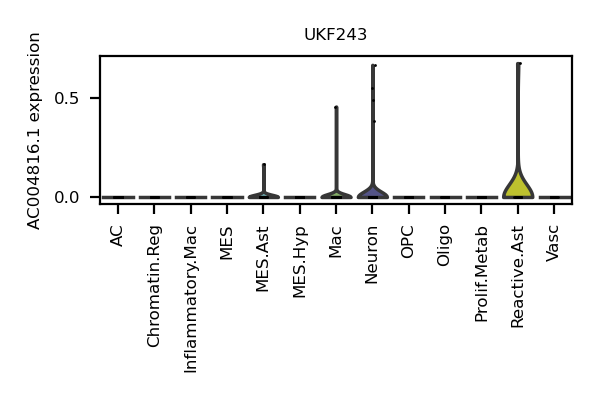 UKF243
AC004816.1 expression
0.5
0.0
AC
Chromatin.Reg
Inflammatory.Mac
MES
MES.Ast
MES.Hyp
Mac
Neuron
OPC
Oligo
Prolif.Metab
Reactive.Ast
Vasc